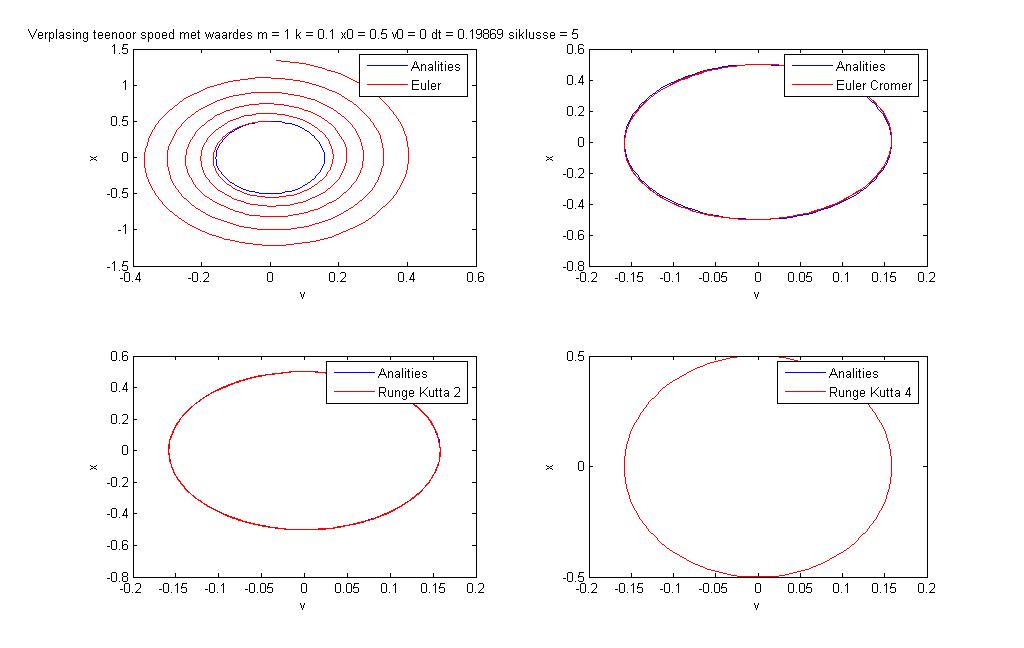 Verplasing teenoor spoed met waardes m = 1 k = 0.1 x0 = 0.5 v0 = 0 dt = 0.19869 siklusse = 5
1.5
1
0.5
0
-0.5
-1
-1.5
x
-0.4 -0.2 0 0.2 0.4 0.6
v
Analities
Euler
0.6
0.4
0.2
0
-0.2
-0.4
-0.6
-0.8
x
-0.2 -0.15 -0.1 -0.05 0 0.05 0.1 0.15 0.2
v
Analities
Euler Cromer
0.6
0.4
0.2
0
-0.2
-0.4
-0.6
-0.8
x
-0.2 -0.15 -0.1 -0.05 0 0.05 0.1 0.15 0.2
v
Analities
Runge Kutta 2
0.5
0
-0.5
x
-0.2 -0.15 -0.1 -0.05 0 0.05 0.1 0.15 0.2
v
Analities
Runge Kutta 4